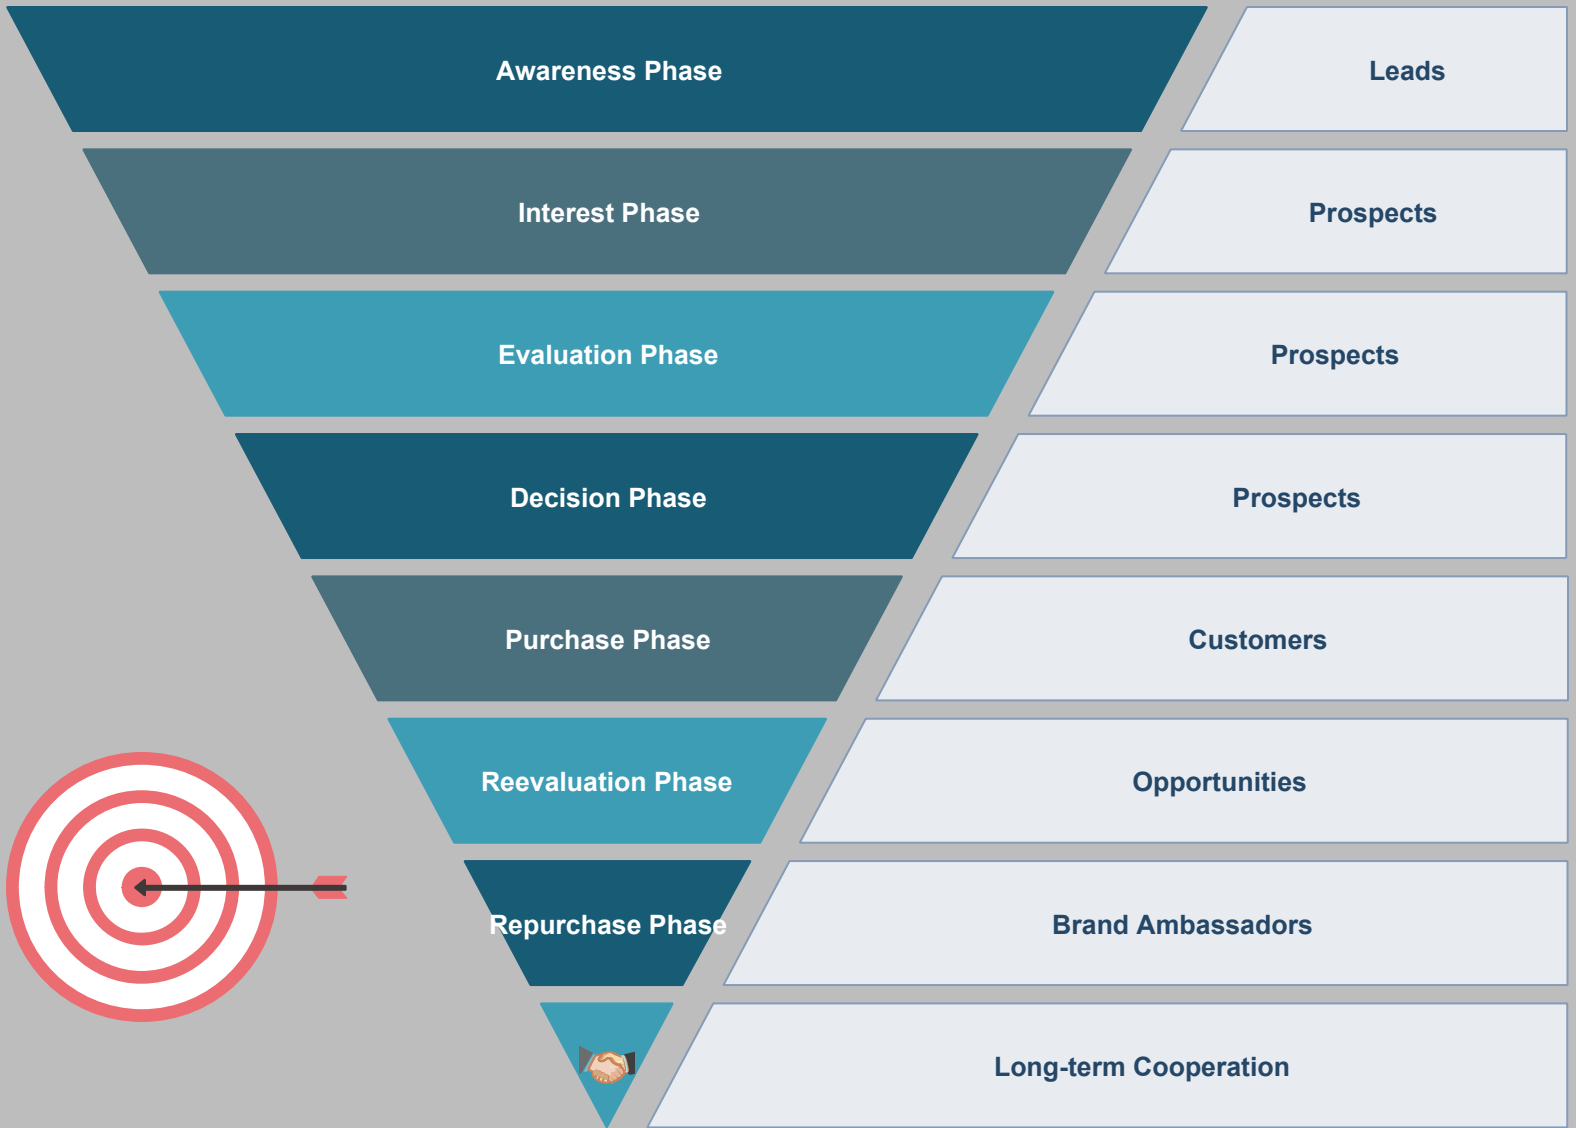 Awareness Phase
Leads
Interest Phase
Prospects
Evaluation Phase
Prospects
Decision Phase
Prospects
Purchase Phase
Customers
Reevaluation Phase
Opportunities
Repurchase Phase
Brand Ambassadors
Long-term Cooperation